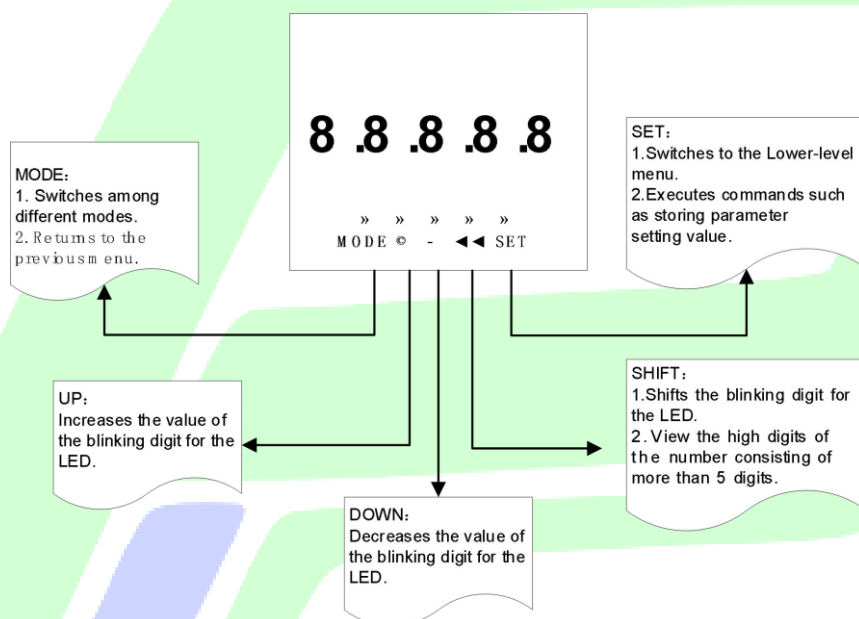 8.8.8.8.8
» » » » »
MODE © - ◄◄ SET
MODE:
1. Switches among
different modes.
2.Returns to the
previous menu.
SET:
1.Switches to the Lower-level
menu.
2.Executes commands such
as storing parameter
setting value.
UP:
Increases the value of
the blinking digit for the
LED.
DOWN:
Decreases the value of
the blinking digit for the
LED.
SHIFT:
1.Shifts the blinking digit for
the LED.
2. View the high digits of
the number consisting of
more than 5 digits.